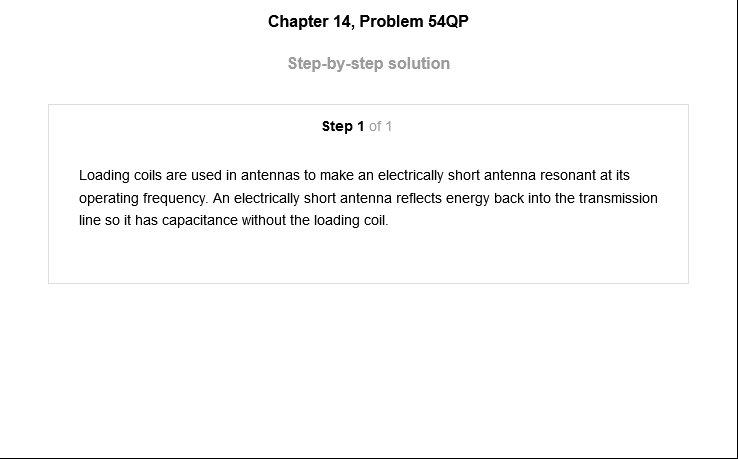 Chapter 14, Problem 54QP
Step-by-step solution
Step 1 of 1
Loading coils are used in antennas to make an electrically short antenna resonant at its
operating frequency. An electrically short antenna reflects energy back into the transmission
line so it has capacitance without the loading coil.